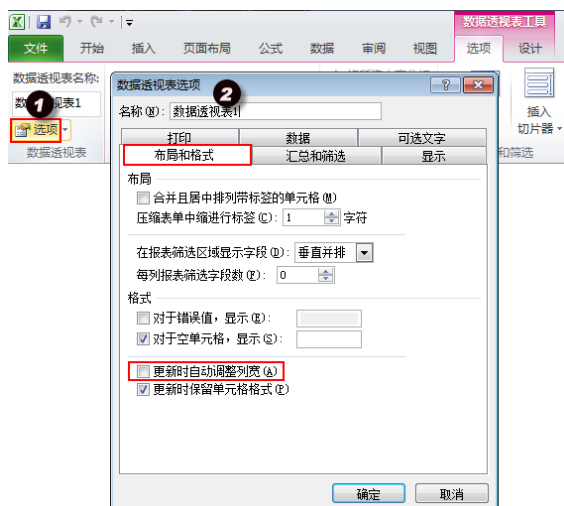 数据透视表工具
文件 开始 插入 页面布局 公式 数据 审阅 视图 选项 设计
数据透视表名称:
1
选项
数据透视表
插入
切片器
和筛选
数据透视表选项
2
名称(N): 数据透视表1
打印 数据 可选文字
布局和格式 汇总和筛选 显示
布局
合并且居中排列带标签的单元格(M)
压缩表单中缩进行标签(C): 1 字符
在报表筛选区域显示字段(D): 垂直并排
每列报表筛选字段数(F): 0
格式
对于错误值，显示(E):
对于空单元格，显示(S):
更新时自动调整列宽(A)
更新时保留单元格格式(P)
确定 取消